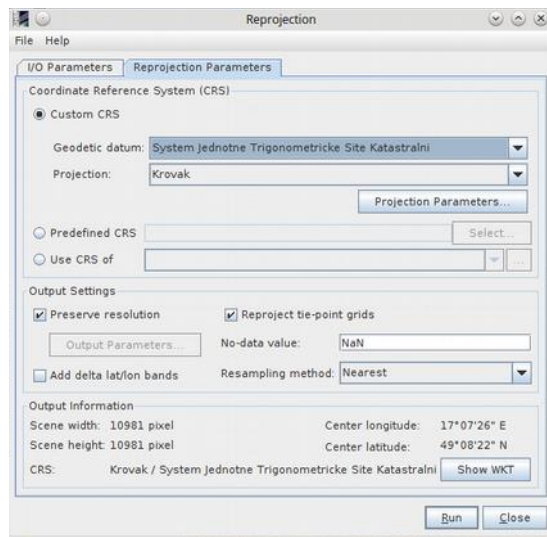 Reprojection
File Help
I/O Parameters Reprojection Parameters
Coordinate Reference System (CRS)
Custom CRS
Geodetic datum: System Jednotne Trigonometricke Site Katastralni
Projection: Krovak
Projection Parameters...
Predefined CRS Select...
Use CRS of ...
Output Settings
Preserve resolution Reproject tie-point grids
Output Parameters... No-data value: NaN
Add delta lat/lon bands Resampling method: Nearest
Output Information
Scene width: 10981 pixel Center longitude: 17°07'26" E
Scene height: 10981 pixel Center latitude: 49°08'22" N
CRS: Krovak / System Jednotne Trigonometricke Site Katastralni Show WKT
Run Close